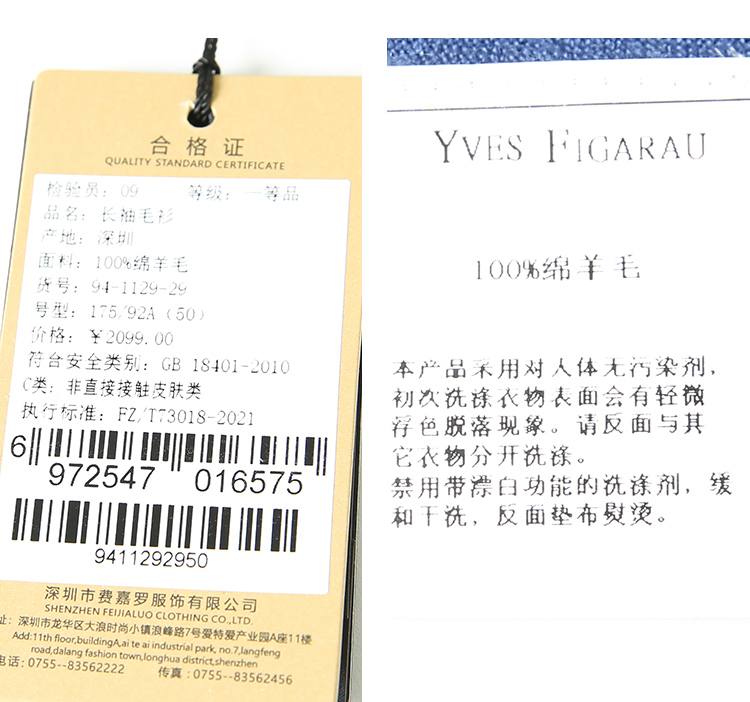 合格证
QUALITY STANDARD CERTIFICATE
检验员：09 等级：一等品
品名：长袖毛衫
产地：深圳
面料：100%绵羊毛
货号：94-1129-29
号型：175/92A（50）
价格：￥2099.00
符合安全类别：GB 18401-2010
C类：非直接接触皮肤类
执行标准：FZ/T73018-2021
6 972547 016575
9411292950
深圳市费嘉罗服饰有限公司
SHENZHEN FEIJIALUO CLOTHING CO.,LTD.
址：深圳市龙华区大浪时尚小镇浪峰路7号爱特爱产业园A座11楼
Add:11th floor,buildingA,ai te ai industrial park, no.7,langfeng
road,dalang fashion town,longhua district,shenzhen
电话：0755--83562222 传真：0755--83562456
YVES FIGARAU
100%绵羊毛
本产品采用对人体无污染剂，
初次洗涤衣物表面会有轻微
浮色脱落现象。请反面与其
它衣物分开洗涤。
禁用带漂白功能的洗涤剂，缓
和干洗，反面垫布熨烫。